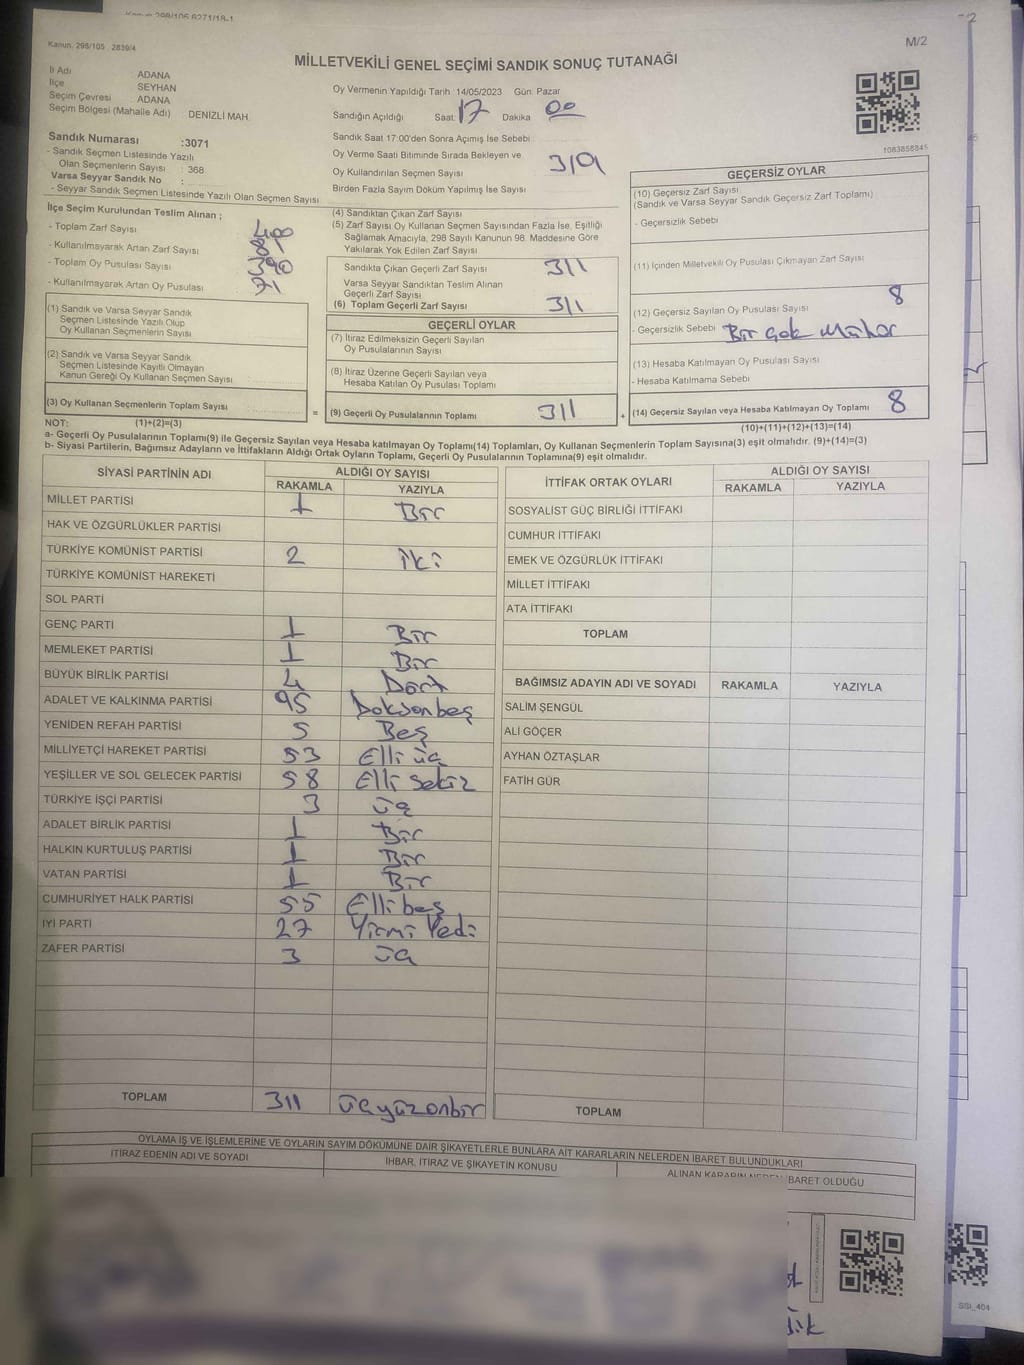 Kanun. 298/105 . 2839/4
M/2
MİLLETVEKİLİ GENEL SEÇİMİ SANDIK SONUÇ TUTANAĞI
İl Adı ADANA
İlçe SEYHAN
Seçim Çevresi ADANA
Seçim Bölgesi (Mahalle Adı) DENİZLİ MAH.
Sandık Numarası :3071
- Sandık Seçmen Listesinde Yazılı
Olan Seçmenlerin Sayısı : 368
Varsa Seyyar Sandık No :
- Seyyar Sandık Seçmen Listesinde Yazılı Olan Seçmen Sayısı
Oy Vermenin Yapıldığı Tarih :14/05/2023 Gün: Pazar
Sandığın Açıldığı Saat 17 Dakika 00
Sandık Saat 17:00'den Sonra Açımış İse Sebebi
Oy Verme Saati Bitiminde Sırada Bekleyen ve
Oy Kullandırılan Seçmen Sayısı 319
Birden Fazla Sayım Döküm Yapılmış İse Sayısı
1083858845
İlçe Seçim Kurulundan Teslim Alınan ;
- Toplam Zarf Sayısı 400
- Kullanılmayarak Artan Zarf Sayısı 81
- Toplam Oy Pusulası Sayısı 390
- Kullanılmayarak Artan Oy Pusulası 71
(1) Sandık ve Varsa Seyyar Sandık
Seçmen Listesinde Yazılı Olup
Oy Kullanan Seçmenlerin Sayısı
(2) Sandık ve Varsa Seyyar Sandık
Seçmen Listesinde Kayıtlı Olmayan
Kanun Gereği Oy Kullanan Seçmen Sayısı
(3) Oy Kullanan Seçmenlerin Toplam Sayısı =
(4) Sandıktan Çıkan Zarf Sayısı
(5) Zarf Sayısı Oy Kullanan Seçmen Sayısından Fazla İse, Eşitliği
Sağlamak Amacıyla, 298 Sayılı Kanunun 98. Maddesine Göre
Yakılarak Yok Edilen Zarf Sayısı
Sandıkta Çıkan Geçerli Zarf Sayısı 311
Varsa Seyyar Sandıktan Teslim Alınan
Geçerli Zarf Sayısı
(6) Toplam Geçerli Zarf Sayısı 311
GEÇERLİ OYLAR
(7) İtiraz Edilmeksizin Geçerli Sayılan
Oy Pusulalarının Sayısı
(8) İtiraz Üzerine Geçerli Sayılan veya
Hesaba Katılan Oy Pusulası Toplamı
(9) Geçerli Oy Pusulalarının Toplamı 311 +
GEÇERSİZ OYLAR
(10) Geçersiz Zarf Sayısı
(Sandık ve Varsa Seyyar Sandık Geçersiz Zarf Toplamı)
- Geçersizlik Sebebi
(11) İçinden Milletvekili Oy Pusulası Çıkmayan Zarf Sayısı
(12) Geçersiz Sayılan Oy Pusulası Sayısı 8
- Geçersizlik Sebebi Bir çok Mühür
(13) Hesaba Katılmayan Oy Pusulası Sayısı
- Hesaba Katılmama Sebebi
(14) Geçersiz Sayılan veya Hesaba Katılmayan Oy Toplamı 8
NOT: (1)+(2)=(3) (10)+(11)+(12)+(13)=(14)
a- Geçerli Oy Pusulalarının Toplamı(9) ile Geçersiz Sayılan veya Hesaba katılmayan Oy Toplamı(14) Toplamları, Oy Kullanan Seçmenlerin Toplam Sayısına(3) eşit olmalıdır. (9)+(14)=(3)
b- Siyasi Partilerin, Bağımsız Adayların ve İttifakların Aldığı Ortak Oyların Toplamı, Geçerli Oy Pusulalarının Toplamına(9) eşit olmalıdır.
SİYASİ PARTİNİN ADI ALDIĞI OY SAYISI
RAKAMLA YAZIYLA
MİLLET PARTİSİ 1 Bir
HAK VE ÖZGÜRLÜKLER PARTİSİ
TÜRKİYE KOMÜNİST PARTİSİ 2 iki
TÜRKİYE KOMÜNİST HAREKETİ
SOL PARTİ
GENÇ PARTİ 1 Bir
MEMLEKET PARTİSİ 1 Bir
BÜYÜK BİRLİK PARTİSİ 4 Dört
ADALET VE KALKINMA PARTİSİ 95 Doksanbeş
YENİDEN REFAH PARTİSİ 5 Beş
MİLLİYETÇİ HAREKET PARTİSİ 53 Elli üç
YEŞİLLER VE SOL GELECEK PARTİSİ 58 Elli sekiz
TÜRKİYE İŞÇİ PARTİSİ 3 üç
ADALET BİRLİK PARTİSİ 1 Bir
HALKIN KURTULUŞ PARTİSİ 1 Bir
VATAN PARTİSİ 1 Bir
CUMHURİYET HALK PARTİSİ 55 Ellibeş
İYİ PARTİ 27 Yirmi Yedi
ZAFER PARTİSİ 3 üç
TOPLAM 311 üçyüzonbir
İTTİFAK ORTAK OYLARI ALDIĞI OY SAYISI
RAKAMLA YAZIYLA
SOSYALİST GÜÇ BİRLİĞİ İTTİFAKI
CUMHUR İTTİFAKI
EMEK VE ÖZGÜRLÜK İTTİFAKI
MİLLET İTTİFAKI
ATA İTTİFAKI
TOPLAM
BAĞIMSIZ ADAYIN ADI VE SOYADI RAKAMLA YAZIYLA
SALİM ŞENGÜL
ALİ GÖÇER
AYHAN ÖZTAŞLAR
FATİH GÜR
TOPLAM
OYLAMA İŞ VE İŞLEMLERİNE VE OYLARIN SAYIM DÖKÜMÜNE DAİR ŞİKAYETLERLE BUNLARA AİT KARARLARIN NELERDEN İBARET BULUNDUKLARI
İTİRAZ EDENİN ADI VE SOYADI İHBAR, İTİRAZ VE ŞİKAYETİN KONUSU ALINAN KARARIN NEDEN İBARET OLDUĞU
SSİ_404